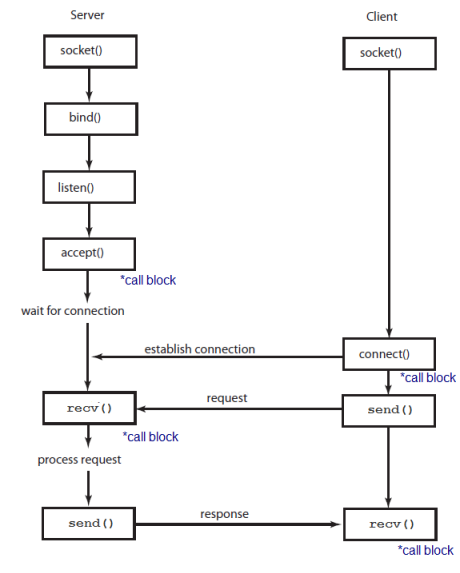 Server
Client
socket()
socket()
bind()
listen()
accept()
*call block
wait for connection
establish connection
connect()
*call block
recv()
request
send()
*call block
process request
send()
response
recv()
*call block